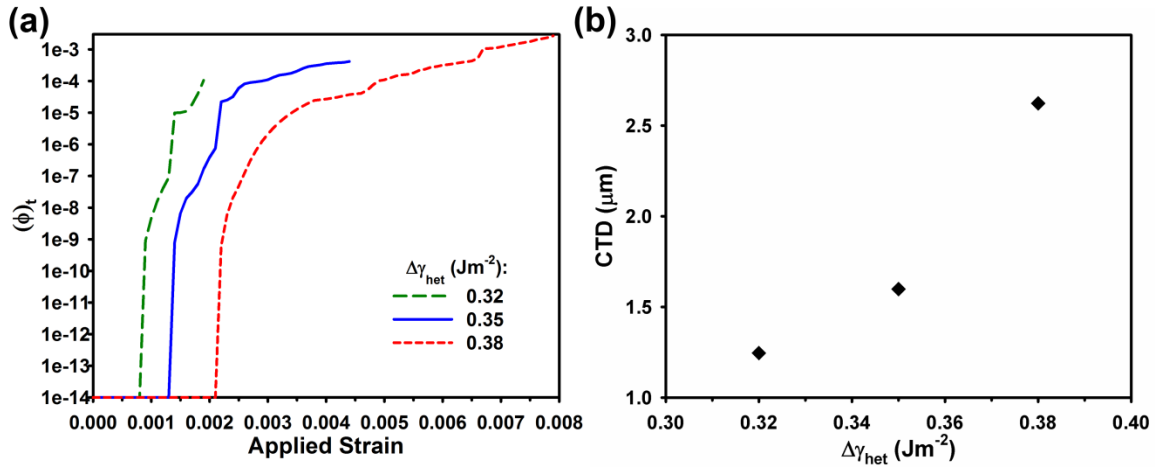 (a)
(ϕ)t
1e-3
1e-4
1e-5
1e-6
1e-7
1e-8
1e-9
1e-10
1e-11
1e-12
1e-13
1e-14
Δγhet (Jm-2):
0.32
0.35
0.38
0.000 0.001 0.002 0.003 0.004 0.005 0.006 0.007 0.008
Applied Strain
(b)
CTD (μm)
3.0
2.5
2.0
1.5
1.0
0.30 0.32 0.34 0.36 0.38 0.40
Δγhet (Jm-2)